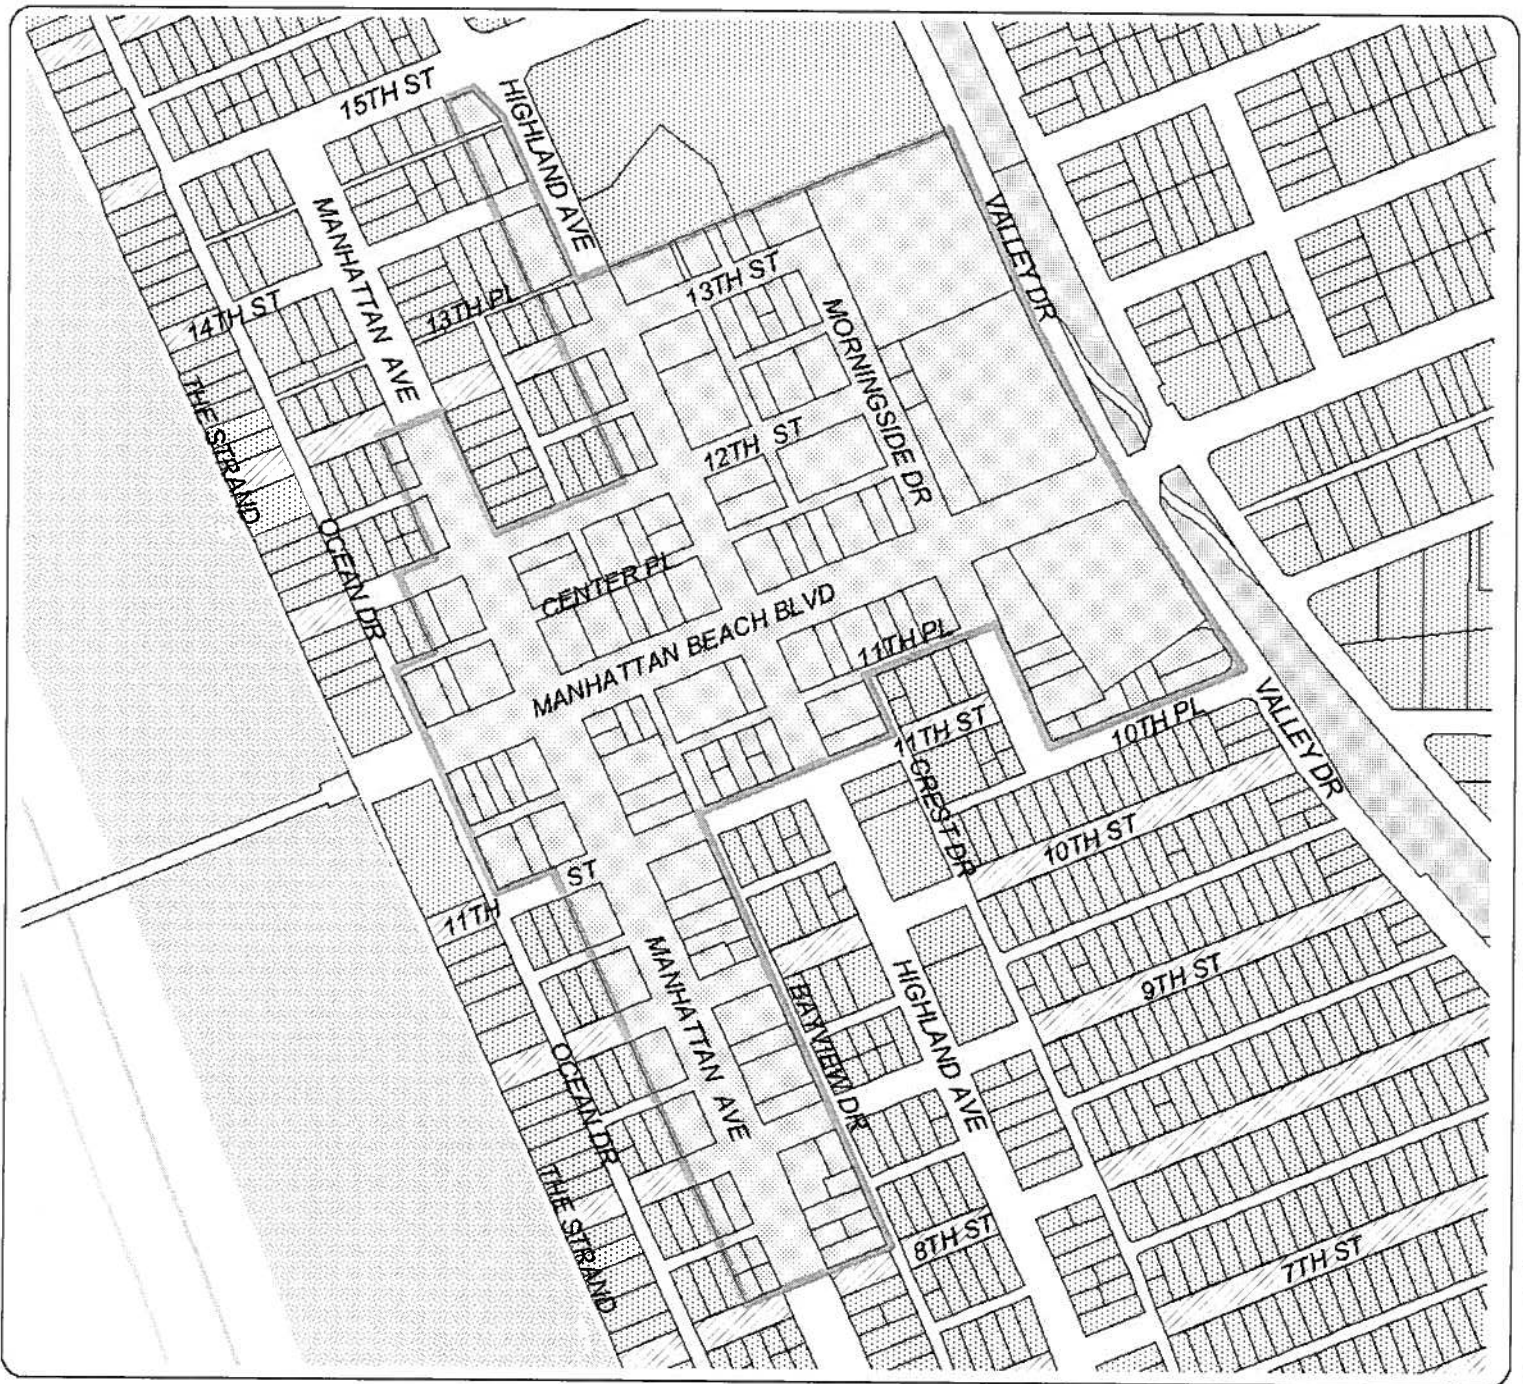 15TH ST
HIGHLAND AVE
MANHATTAN AVE
VALLEY DR
13TH ST
14TH ST
13TH PL
MORNINGSIDE DR
THE STRAND
12TH ST
OCEAN DR
CENTER PL
MANHATTAN BEACH BLVD
11TH PL
11TH ST
10TH PL
VALLEY DR
CREST DR
10TH ST
11TH ST
MANHATTAN AVE
HIGHLAND AVE
9TH ST
BAYVIEW DR
OCEAN DR
THE STRAND
8TH ST
7TH ST